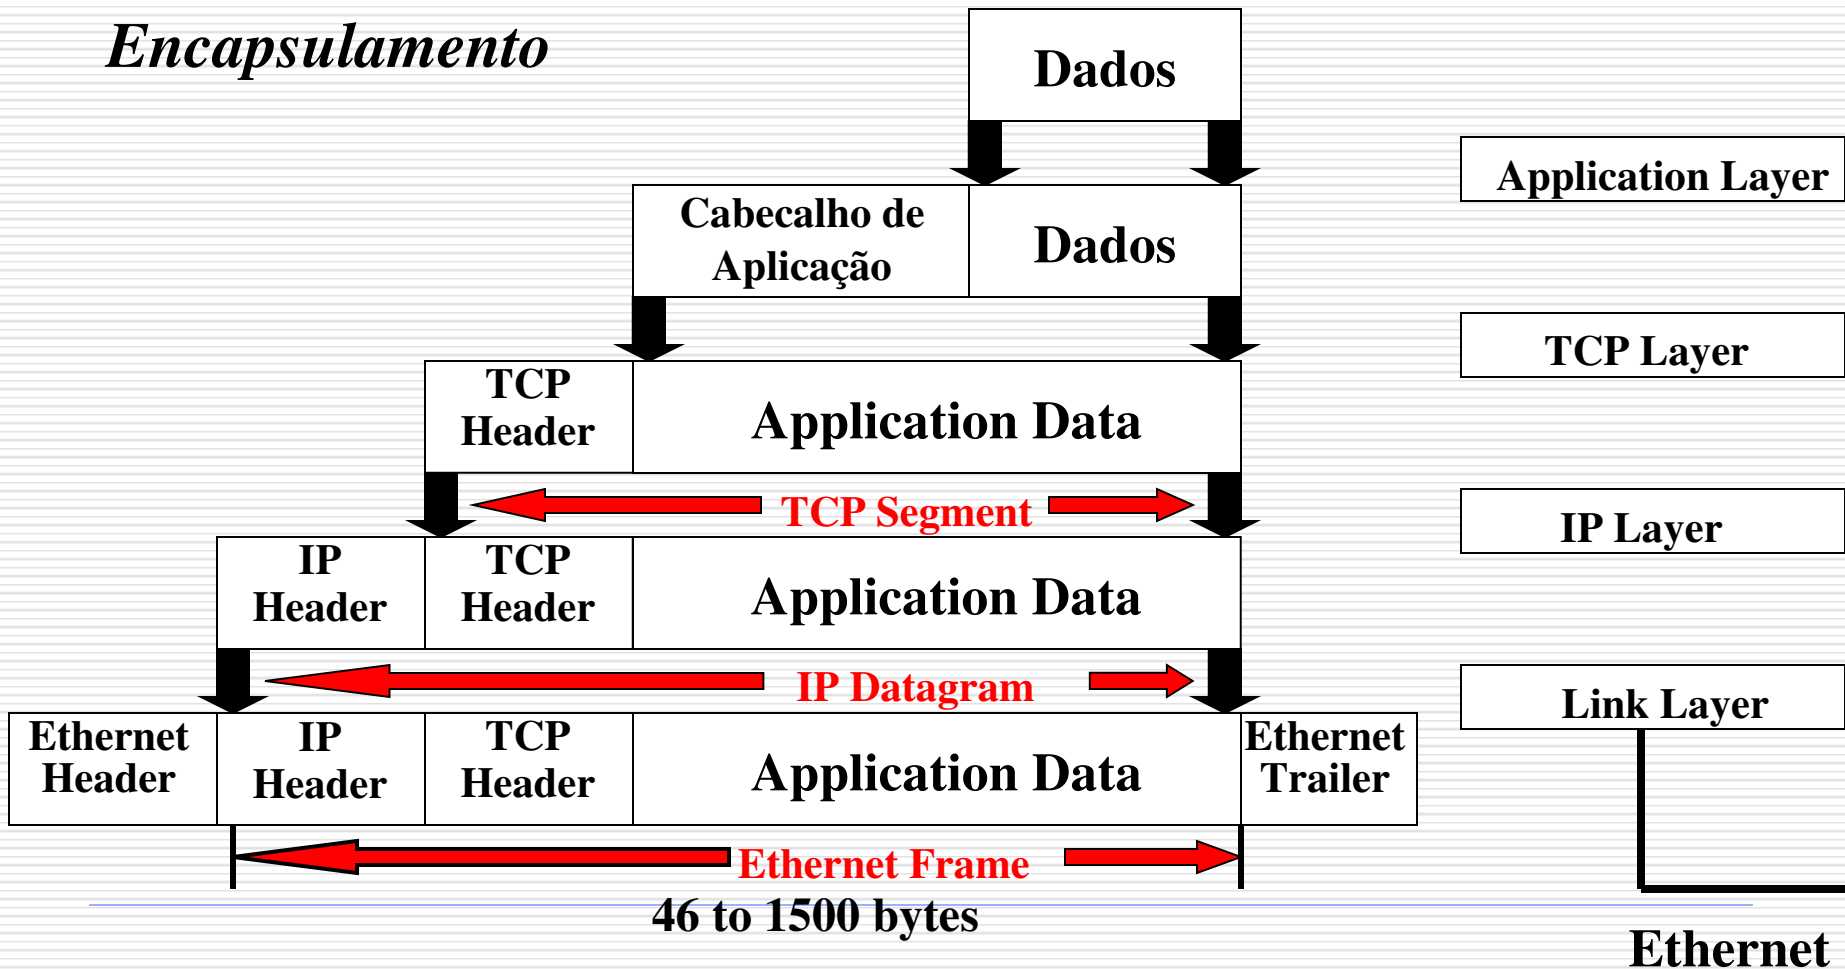 Encapsulamento
Dados
Application Layer
Cabecalho de
Aplicação
Dados
TCP Layer
TCP
Header
Application Data
TCP Segment
IP Layer
IP
Header
TCP
Header
Application Data
IP Datagram
Link Layer
Ethernet
Header
IP
Header
TCP
Header
Application Data
Ethernet
Trailer
Ethernet Frame
46 to 1500 bytes
Ethernet